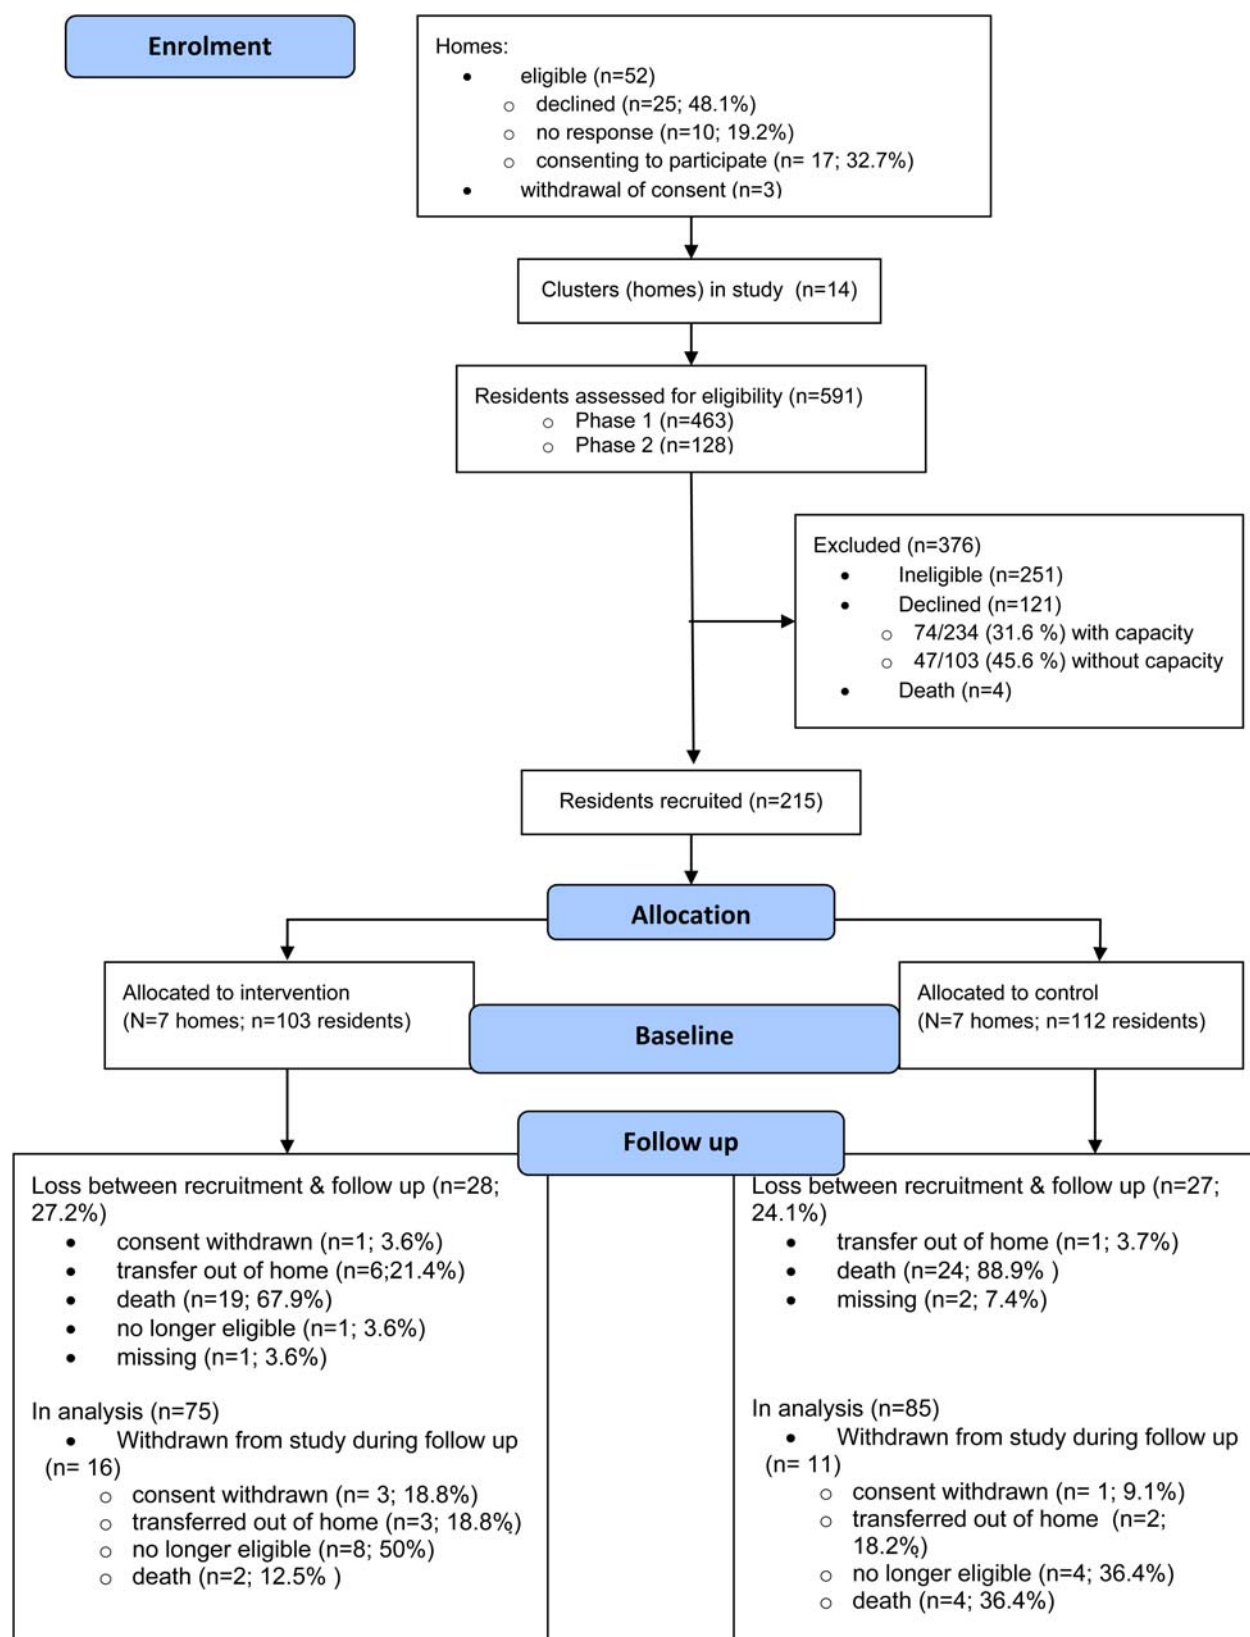 Enrolment
Homes:
• eligible (n=52)
o declined (n=25; 48.1%)
o no response (n=10; 19.2%)
o consenting to participate (n= 17; 32.7%)
• withdrawal of consent (n=3)
Clusters (homes) in study (n=14)
Residents assessed for eligibility (n=591)
o Phase 1 (n=463)
o Phase 2 (n=128)
Excluded (n=376)
• Ineligible (n=251)
• Declined (n=121)
o 74/234 (31.6 %) with capacity
o 47/103 (45.6 %) without capacity
• Death (n=4)
Residents recruited (n=215)
Allocation
Allocated to intervention
(N=7 homes; n=103 residents)
Allocated to control
(N=7 homes; n=112 residents)
Baseline
Follow up
Loss between recruitment & follow up (n=28;
27.2%)
• consent withdrawn (n=1; 3.6%)
• transfer out of home (n=6;21.4%)
• death (n=19; 67.9%)
• no longer eligible (n=1; 3.6%)
• missing (n=1; 3.6%)
In analysis (n=75)
• Withdrawn from study during follow up
(n= 16)
o consent withdrawn (n= 3; 18.8%)
o transferred out of home (n=3; 18.8%)
o no longer eligible (n=8; 50%)
o death (n=2; 12.5% )
Loss between recruitment & follow up (n=27;
24.1%)
• transfer out of home (n=1; 3.7%)
• death (n=24; 88.9% )
• missing (n=2; 7.4%)
In analysis (n=85)
• Withdrawn from study during follow up
(n= 11)
o consent withdrawn (n= 1; 9.1%)
o transferred out of home (n=2;
18.2%)
o no longer eligible (n=4; 36.4%)
o death (n=4; 36.4%)